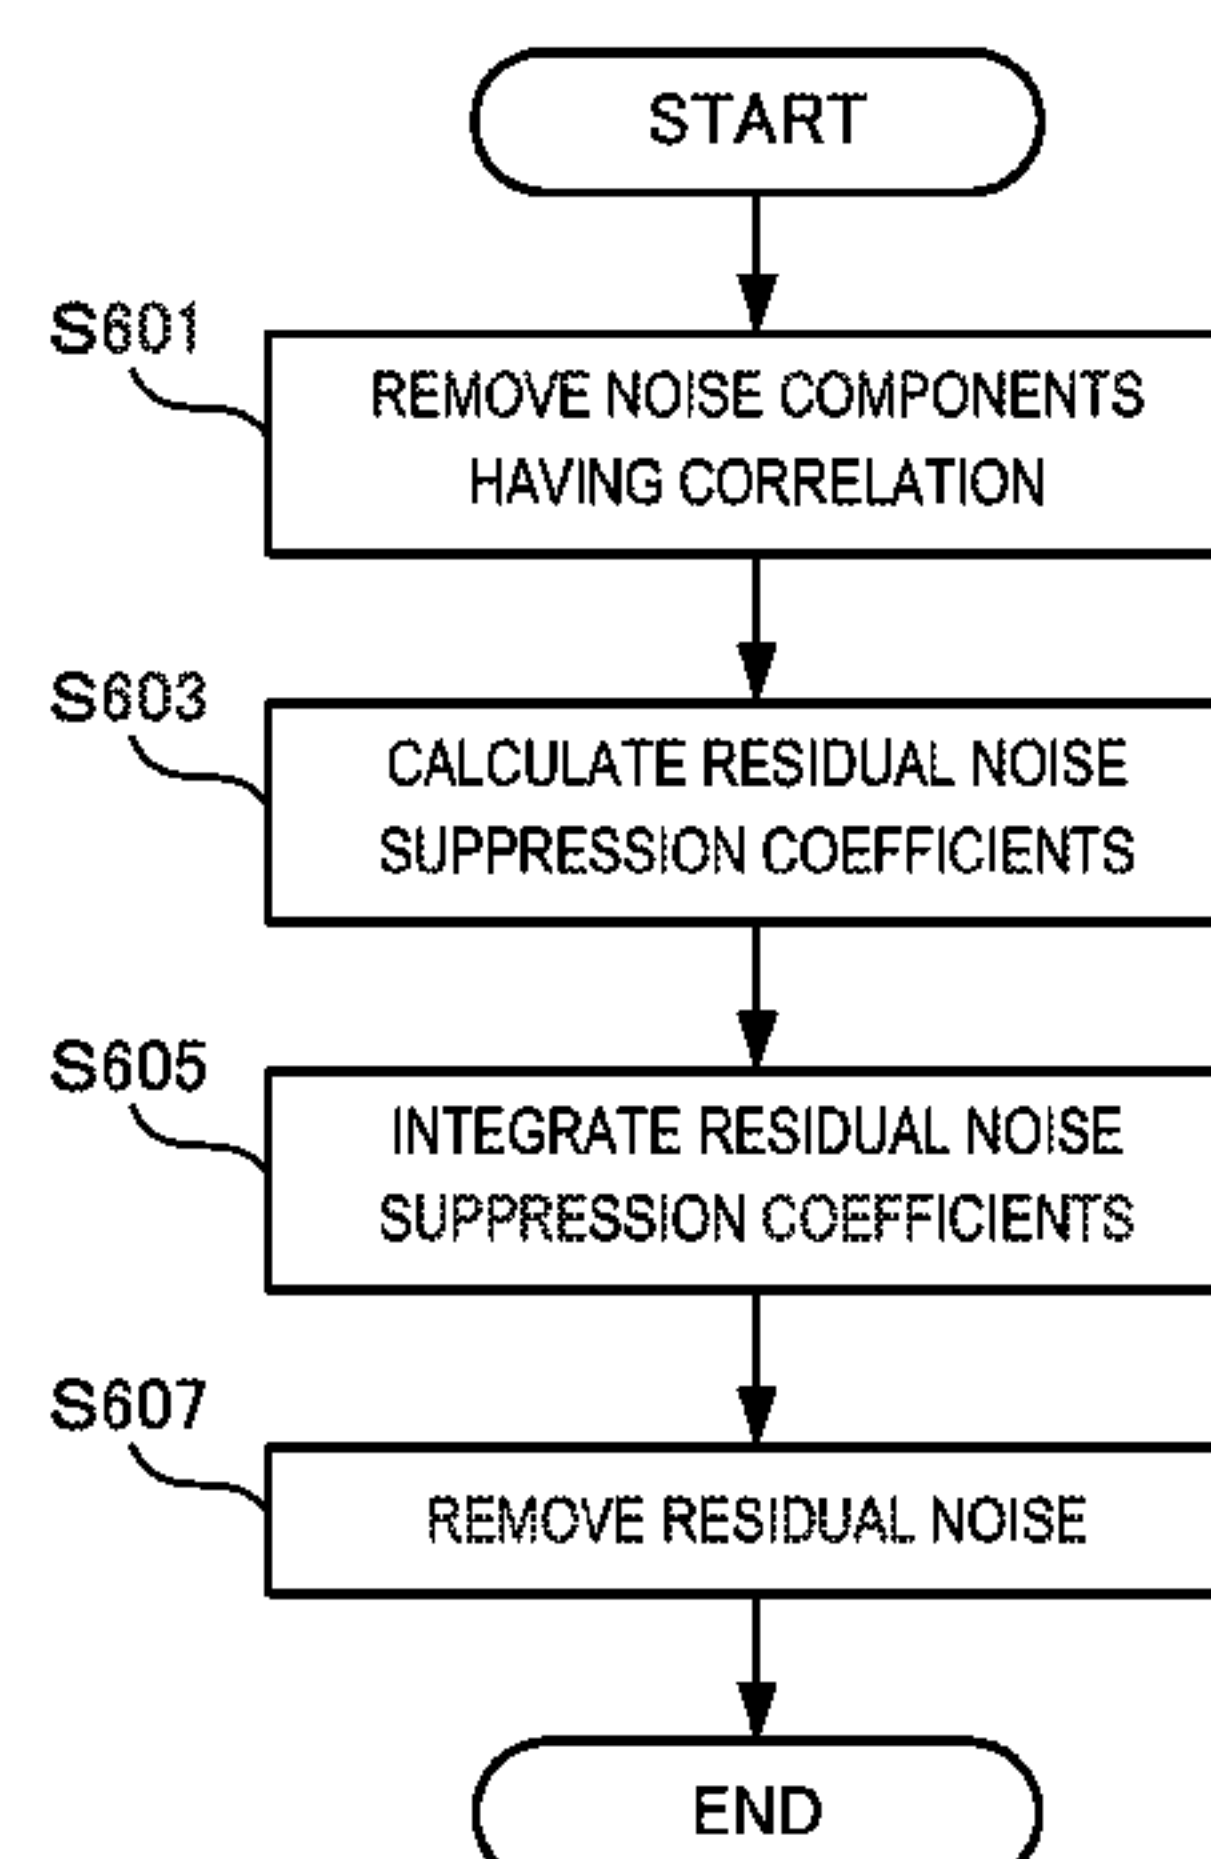 START
S601
REMOVE NOISE COMPONENTS
HAVING CORRELATION
S603
CALCULATE RESIDUAL NOISE
SUPPRESSION COEFFICIENTS
S605
INTEGRATE RESIDUAL NOISE
SUPPRESSION COEFFICIENTS
S607
REMOVE RESIDUAL NOISE
END